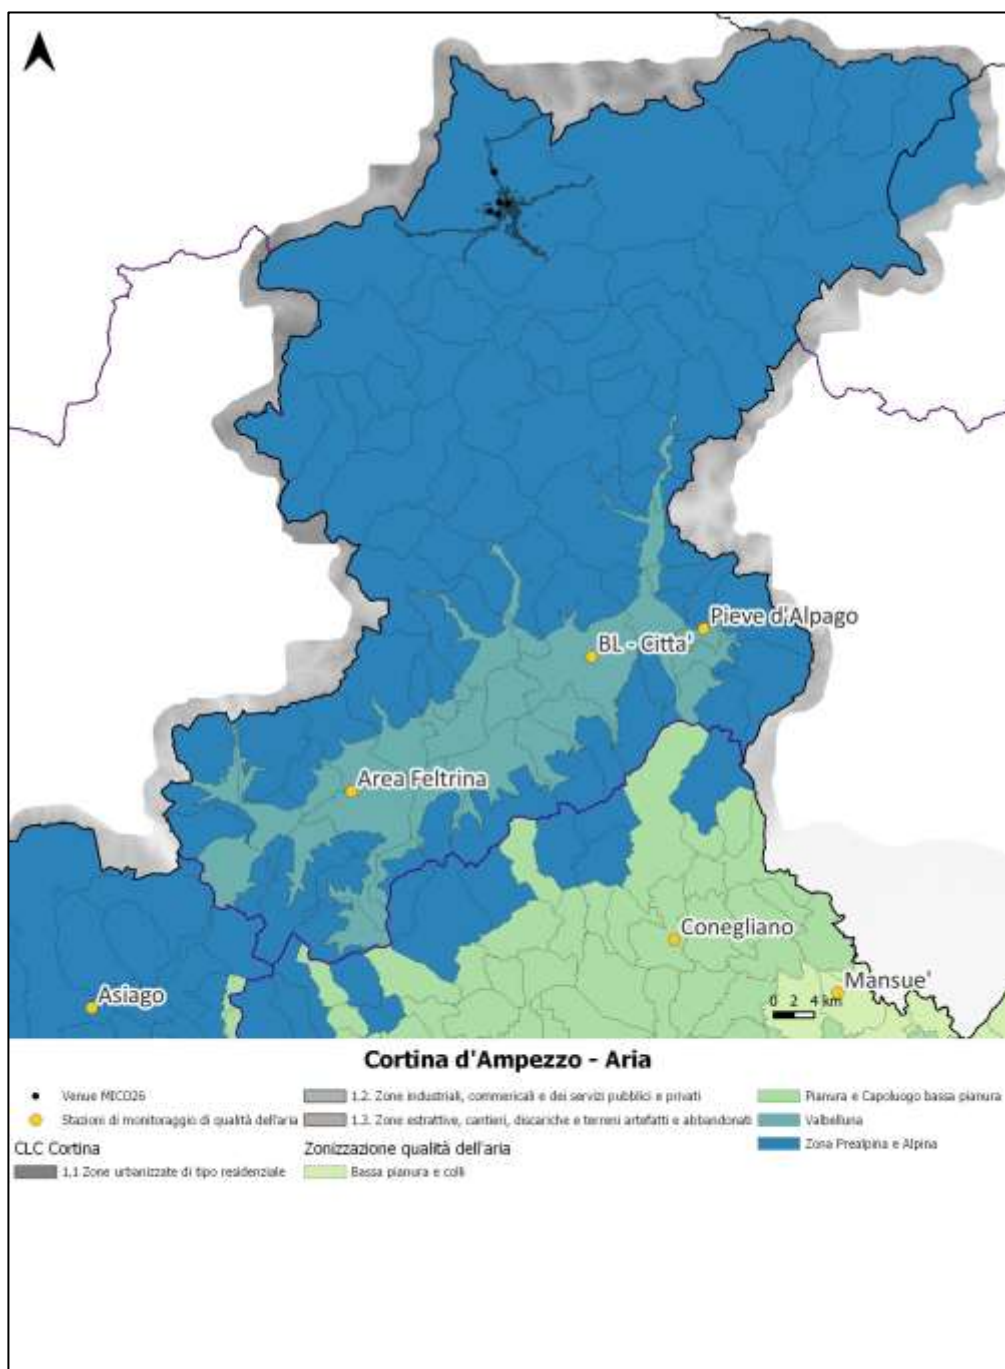 Pieve d'Alpago
BL - Citta'
Area Feltrina
Conegliano
Asiago
Mansue'
0 2 4 km
Cortina d'Ampezzo - Aria
Venue MICO26
Stazioni di monitoraggio di qualità dell'aria
CLC Cortina
1.1 Zone urbanizzate di tipo residenziale
1.2. Zone industriali, commericali e dei servizi pubblici e privati
1.3. Zone estrattive, cantieri, discariche e terreni artefatti e abbandonati
Zonizzazione qualità dell'aria
Bassa pianura e colli
Pianura e Capoluogo bassa pianura
Valbelluna
Zona Prealpina e Alpina